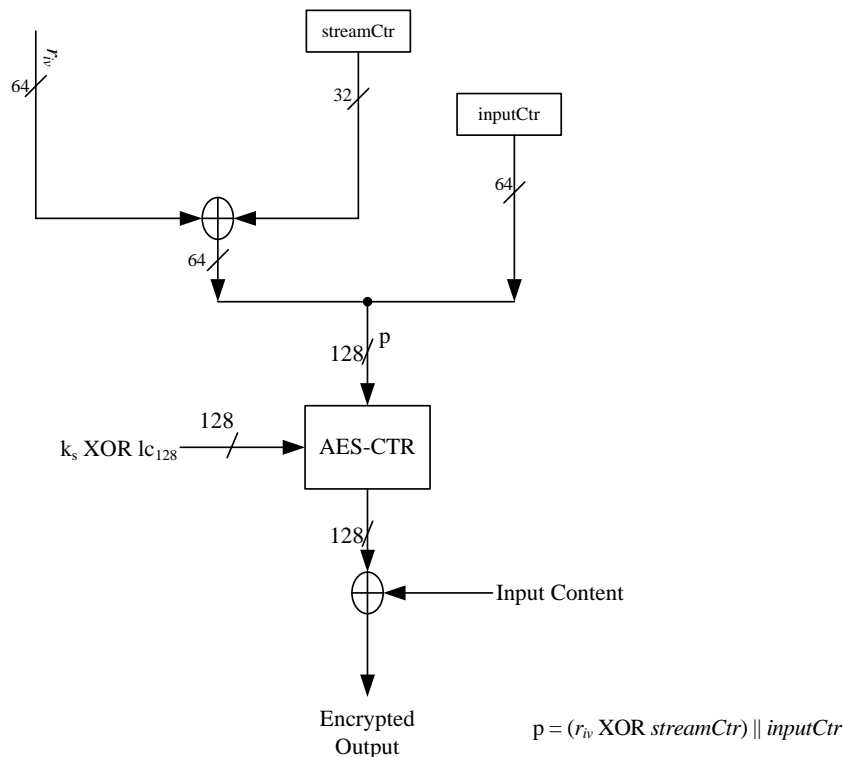 streamCtr
r_iv
64
32
inputCtr
64
64
p
128
128
AES-CTR
k_s XOR lc_128
128
Input Content
Encrypted
Output
p = (r_iv XOR streamCtr) || inputCtr